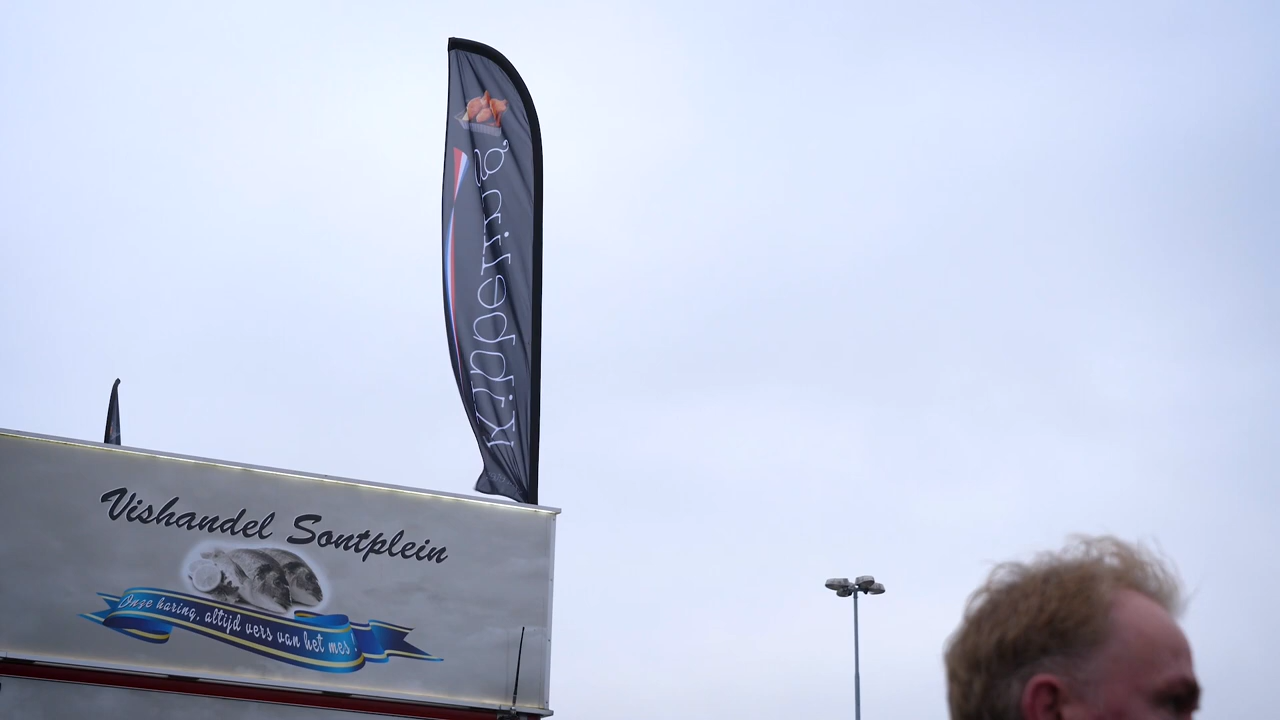 Kibbeling
Vishandel Sontplein
Onze haring, altijd vers van het mes !